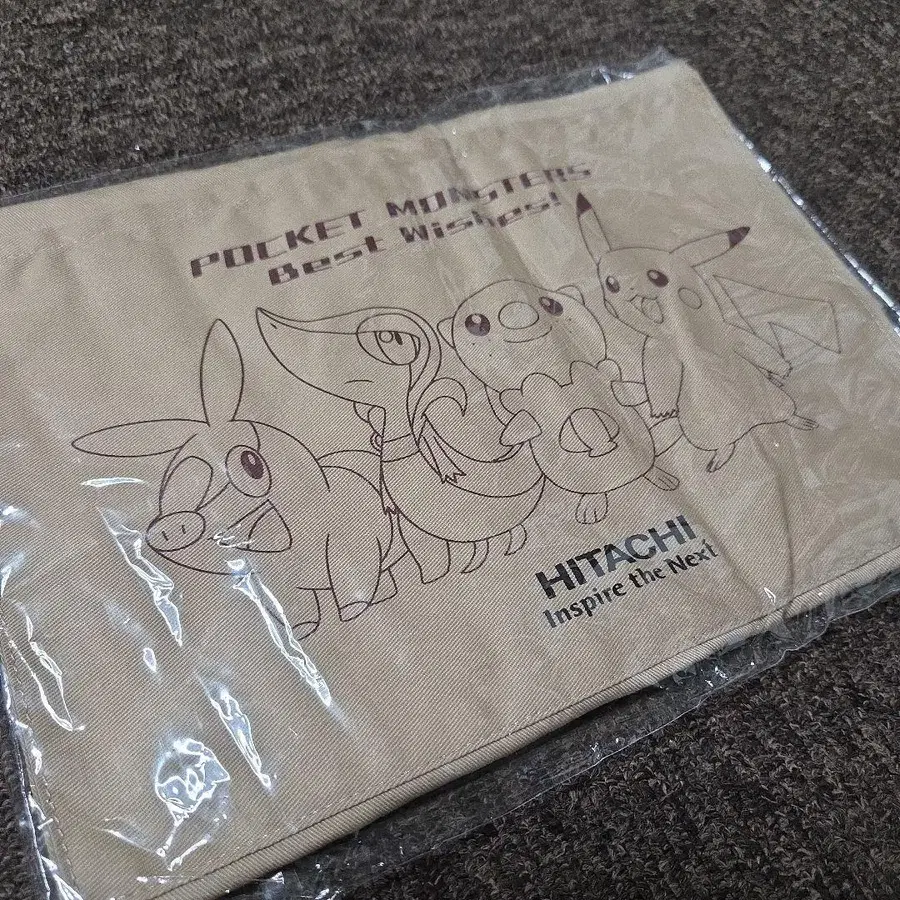 POCKET MONSTERS
Best Wishes!
HITACHI
Inspire the Next